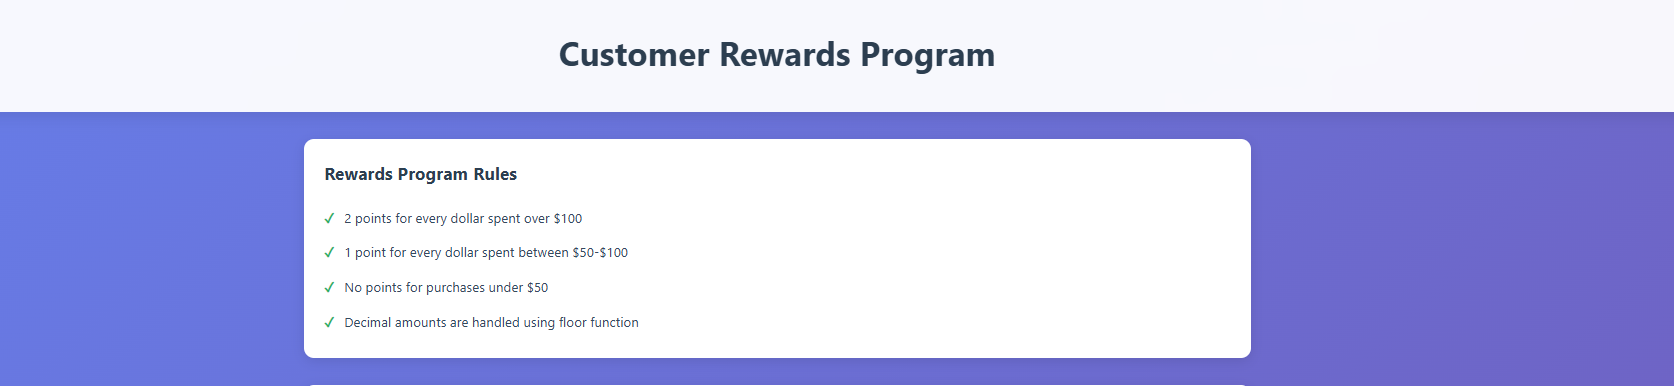 Customer Rewards Program
Rewards Program Rules
✓ 2 points for every dollar spent over $100
✓ 1 point for every dollar spent between $50-$100
✓ No points for purchases under $50
✓ Decimal amounts are handled using floor function